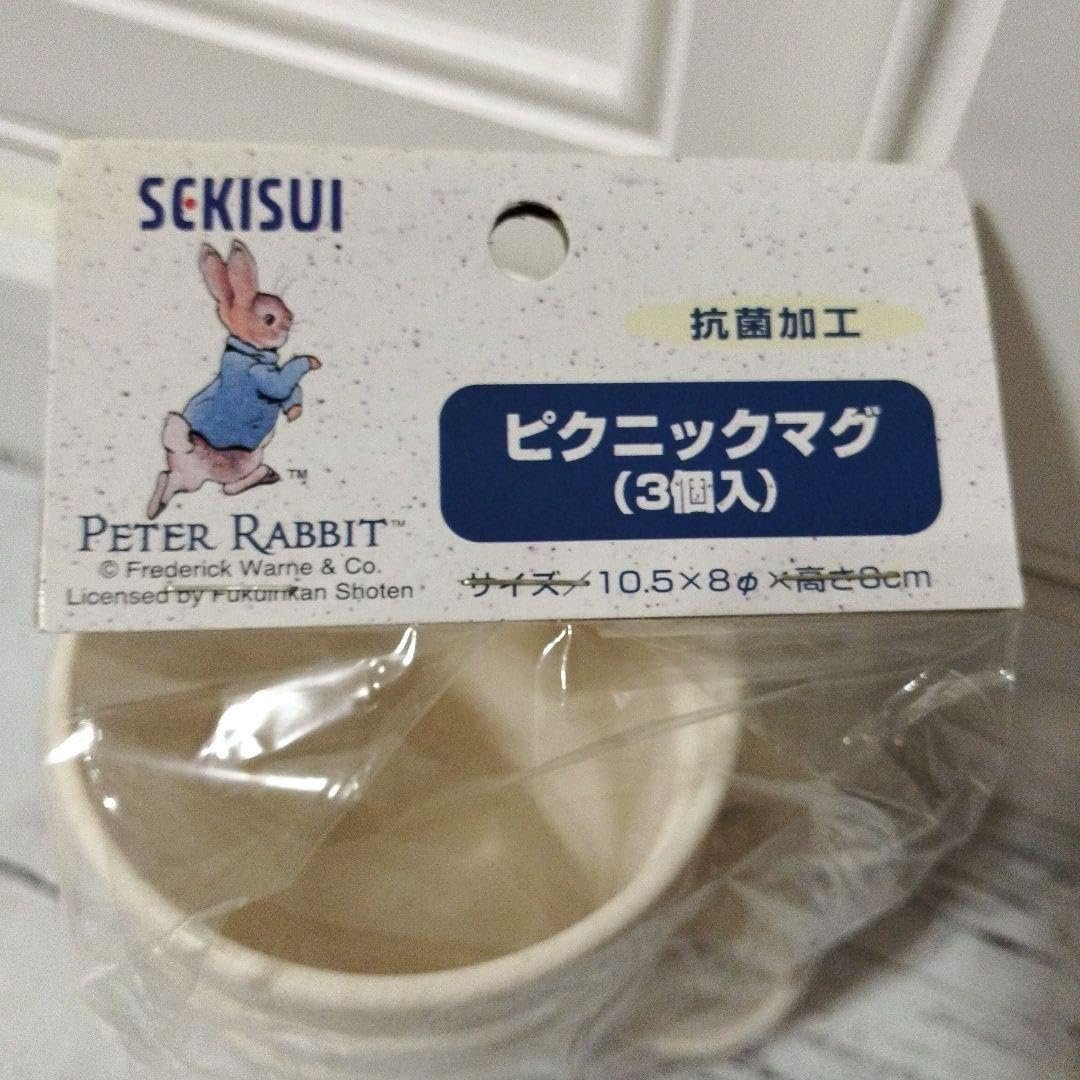 SEKISUI
抗菌加工
ピクニックマグ
(3個入)
TM
PETER RABBIT™
© Frederick Warne & Co.
Licensed by Fukuinkan Shoten
サイズ/10.5×8φ×高さ8cm